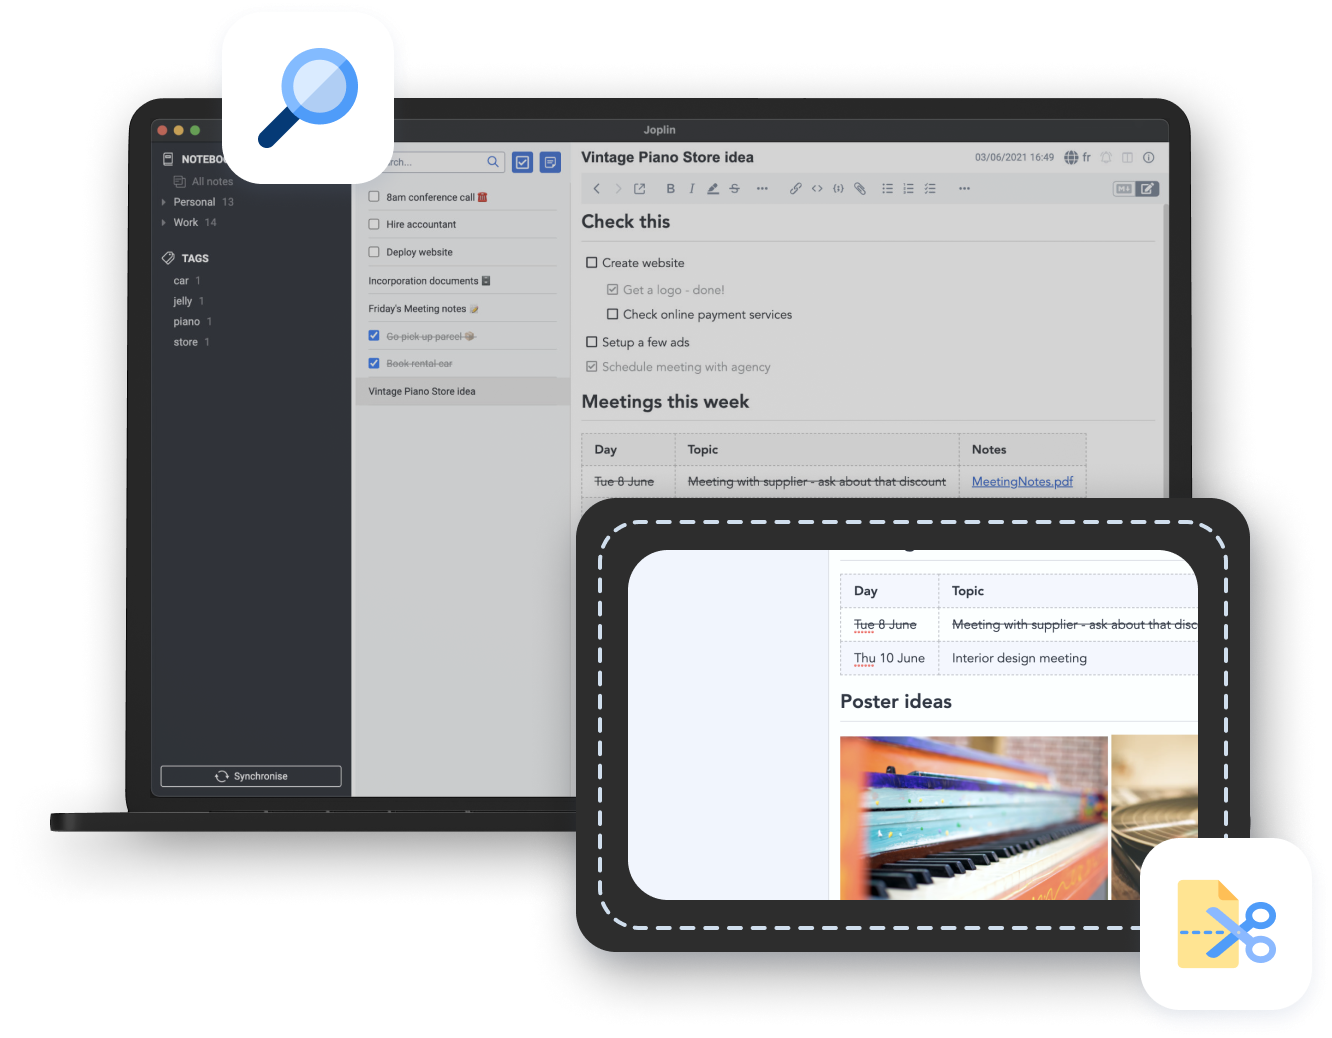 Joplin
NOTEBO
All notes
Personal 13
Work 14
TAGS
car 1
jelly 1
piano 1
store 1
Synchronise
rch...
8am conference call
Hire accountant
Deploy website
Incorporation documents
Friday's Meeting notes
Go pick up parcel
Book rental car
Vintage Piano Store idea
Vintage Piano Store idea
03/06/2021 16:49 fr
B I S
Check this
Create website
Get a logo - done!
Check online payment services
Setup a few ads
Schedule meeting with agency
Meetings this week
Day Topic Notes
Tue 8 June Meeting with supplier - ask about that discount MeetingNotes.pdf
Day Topic
Tue 8 June Meeting with supplier - ask about that disc
Thu 10 June Interior design meeting
Poster ideas